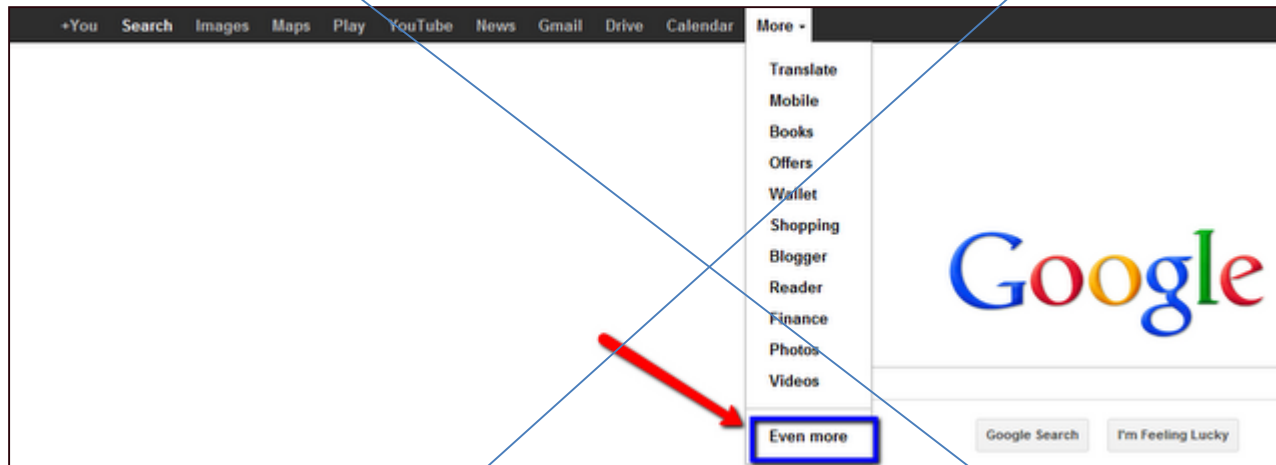 +You Search Images Maps Play YouTube News Gmail Drive Calendar More
Translate
Mobile
Books
Offers
Wallet
Shopping
Blogger
Reader
Finance
Photos
Videos
Even more
Google
Google Search I'm Feeling Lucky